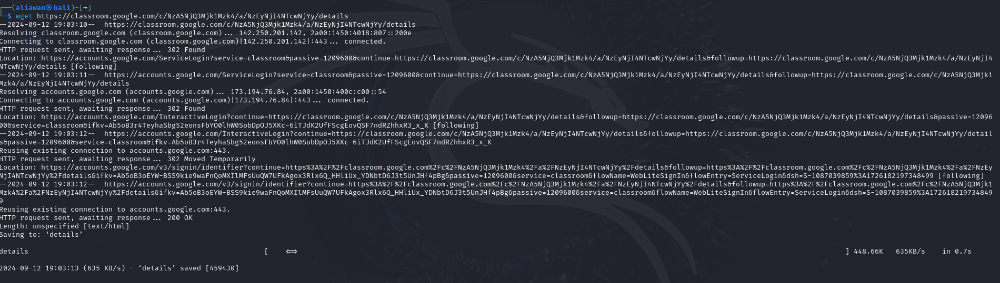 File System
┌──(aliawan㉿kali)-[~]
└─$ wget https://classroom.google.com/c/NzA5NjQ3Mjk1Mzk4/a/NzEyNjI4NTcwNjYy/details
--2024-09-12 19:03:10--  https://classroom.google.com/c/NzA5NjQ3Mjk1Mzk4/a/NzEyNjI4NTcwNjYy/details
Resolving classroom.google.com (classroom.google.com)... 142.250.201.142, 2a00:1450:4018:807::200e
Connecting to classroom.google.com (classroom.google.com)|142.250.201.142|:443... connected.
HTTP request sent, awaiting response... 302 Found
Location: https://accounts.google.com/ServiceLogin?service=classroom&passive=1209600&continue=https://classroom.google.com/c/NzA5NjQ3Mjk1Mzk4/a/NzEyNjI4NTcwNjYy/details&followup=https://classroom.google.com/c/NzA5NjQ3Mjk1Mzk4/a/NzEyNjI4
NTcwNjYy/details [following]
--2024-09-12 19:03:11--  https://accounts.google.com/ServiceLogin?service=classroom&passive=1209600&continue=https://classroom.google.com/c/NzA5NjQ3Mjk1Mzk4/a/NzEyNjI4NTcwNjYy/details&followup=https://classroom.google.com/c/NzA5NjQ3Mjk1
Mzk4/a/NzEyNjI4NTcwNjYy/details
Resolving accounts.google.com (accounts.google.com)... 173.194.76.84, 2a00:1450:400c:c00::54
Connecting to accounts.google.com (accounts.google.com)|173.194.76.84|:443... connected.
HTTP request sent, awaiting response... 302 Found
Location: https://accounts.google.com/InteractiveLogin?continue=https://classroom.google.com/c/NzA5NjQ3Mjk1Mzk4/a/NzEyNjI4NTcwNjYy/details&followup=https://classroom.google.com/c/NzA5NjQ3Mjk1Mzk4/a/NzEyNjI4NTcwNjYy/details&passive=12096
00&service=classroom&ifkv=Ab5oB3r4TeyhaSbg52eonsFbYO0lhW0SobDpOJ5XKc-6iTJdK2UfFScgEovQSF7ndRZhhxR3_x_K [following]
--2024-09-12 19:03:12--  https://accounts.google.com/InteractiveLogin?continue=https://classroom.google.com/c/NzA5NjQ3Mjk1Mzk4/a/NzEyNjI4NTcwNjYy/details&followup=https://classroom.google.com/c/NzA5NjQ3Mjk1Mzk4/a/NzEyNjI4NTcwNjYy/detail
s&passive=1209600&service=classroom&ifkv=Ab5oB3r4TeyhaSbg52eonsFbYO0lhW0SobDpOJ5XKc-6iTJdK2UfFScgEovQSF7ndRZhhxR3_x_K
Reusing existing connection to accounts.google.com:443.
HTTP request sent, awaiting response... 302 Moved Temporarily
Location: https://accounts.google.com/v3/signin/identifier?continue=https%3A%2F%2Fclassroom.google.com%2Fc%2FNzA5NjQ3Mjk1Mzk4%2Fa%2FNzEyNjI4NTcwNjYy%2Fdetails&followup=https%3A%2F%2Fclassroom.google.com%2Fc%2FNzA5NjQ3Mjk1Mzk4%2Fa%2FNzEy
NjI4NTcwNjYy%2Fdetails&ifkv=Ab5oB3oEYW-BSS9kie9waFnQoMXIlMFsUuQW7UFkAgox3Rlx6Q_HHliUx_YDNbtD6J3t5UnJHf4pBg&passive=1209600&service=classroom&flowName=WebLiteSignIn&flowEntry=ServiceLogin&dsh=S-1087039859%3A1726182197348499 [following]
--2024-09-12 19:03:12--  https://accounts.google.com/v3/signin/identifier?continue=https%3A%2F%2Fclassroom.google.com%2Fc%2FNzA5NjQ3Mjk1Mzk4%2Fa%2FNzEyNjI4NTcwNjYy%2Fdetails&followup=https%3A%2F%2Fclassroom.google.com%2Fc%2FNzA5NjQ3Mjk1
Mzk4%2Fa%2FNzEyNjI4NTcwNjYy%2Fdetails&ifkv=Ab5oB3oEYW-BSS9kie9waFnQoMXIlMFsUuQW7UFkAgox3Rlx6Q_HHliUx_YDNbtD6J3t5UnJHf4pBg&passive=1209600&service=classroom&flowName=WebLiteSignIn&flowEntry=ServiceLogin&dsh=S-1087039859%3A172618219734849
9
Reusing existing connection to accounts.google.com:443.
HTTP request sent, awaiting response... 200 OK
Length: unspecified [text/html]
Saving to: ‘details’
details [ <=> ] 448.66K 635KB/s in 0.7s
2024-09-12 19:03:13 (635 KB/s) - ‘details’ saved [459430]